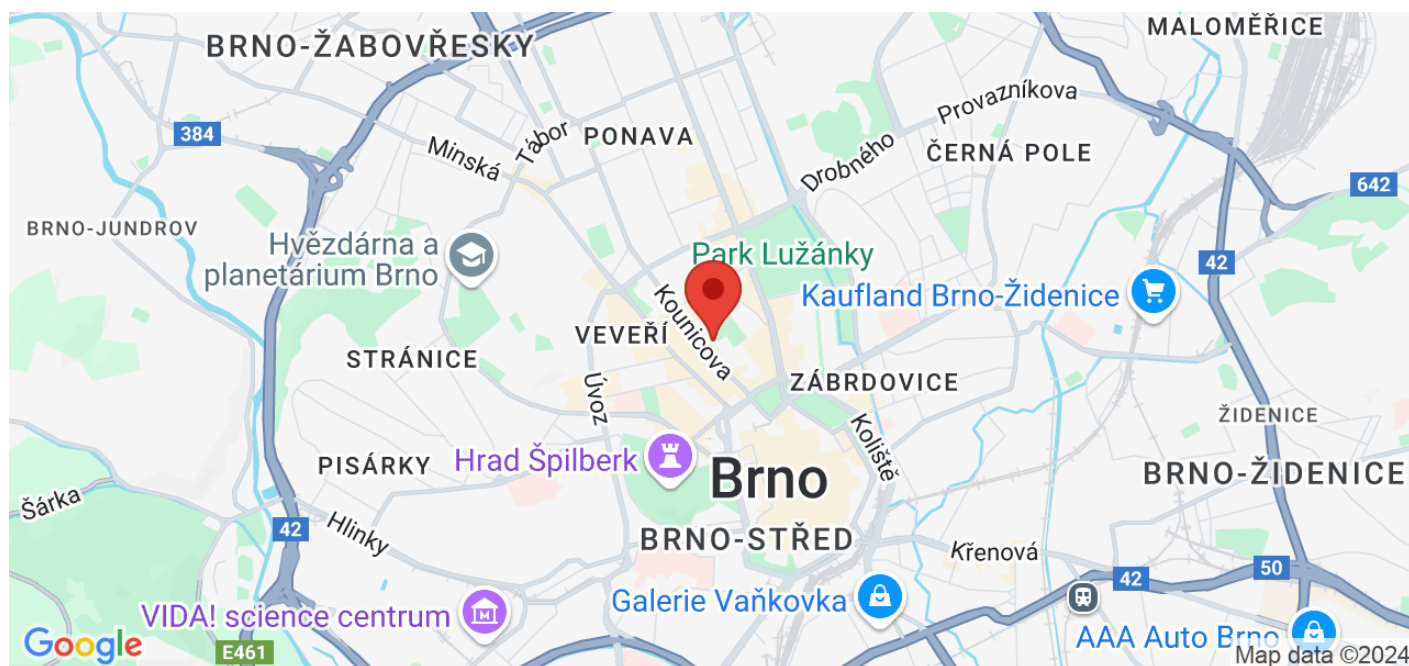 MALOMĚŘICE
BRNO-ŽABOVŘESKY
Provazníkova
384
Tábor
PONAVA
Minská
Drobného
ČERNÁ POLE
642
BRNO-JUNDROV
Hvězdárna a
planetárium Brno
Park Lužánky
42
Kaufland Brno-Židenice
Kounicova
VEVEŘÍ
STRÁNICE
ZÁBRDOVICE
Úvoz
ŽIDENICE
Koliště
Hrad Špilberk
PISÁRKY
Brno
BRNO-ŽIDENICE
Šárka
42
Hlinky
BRNO-STŘED
Křenová
50
42
Galerie Vaňkovka
VIDA! science centrum
AAA Auto Brno
Google
E461
Map data ©2024